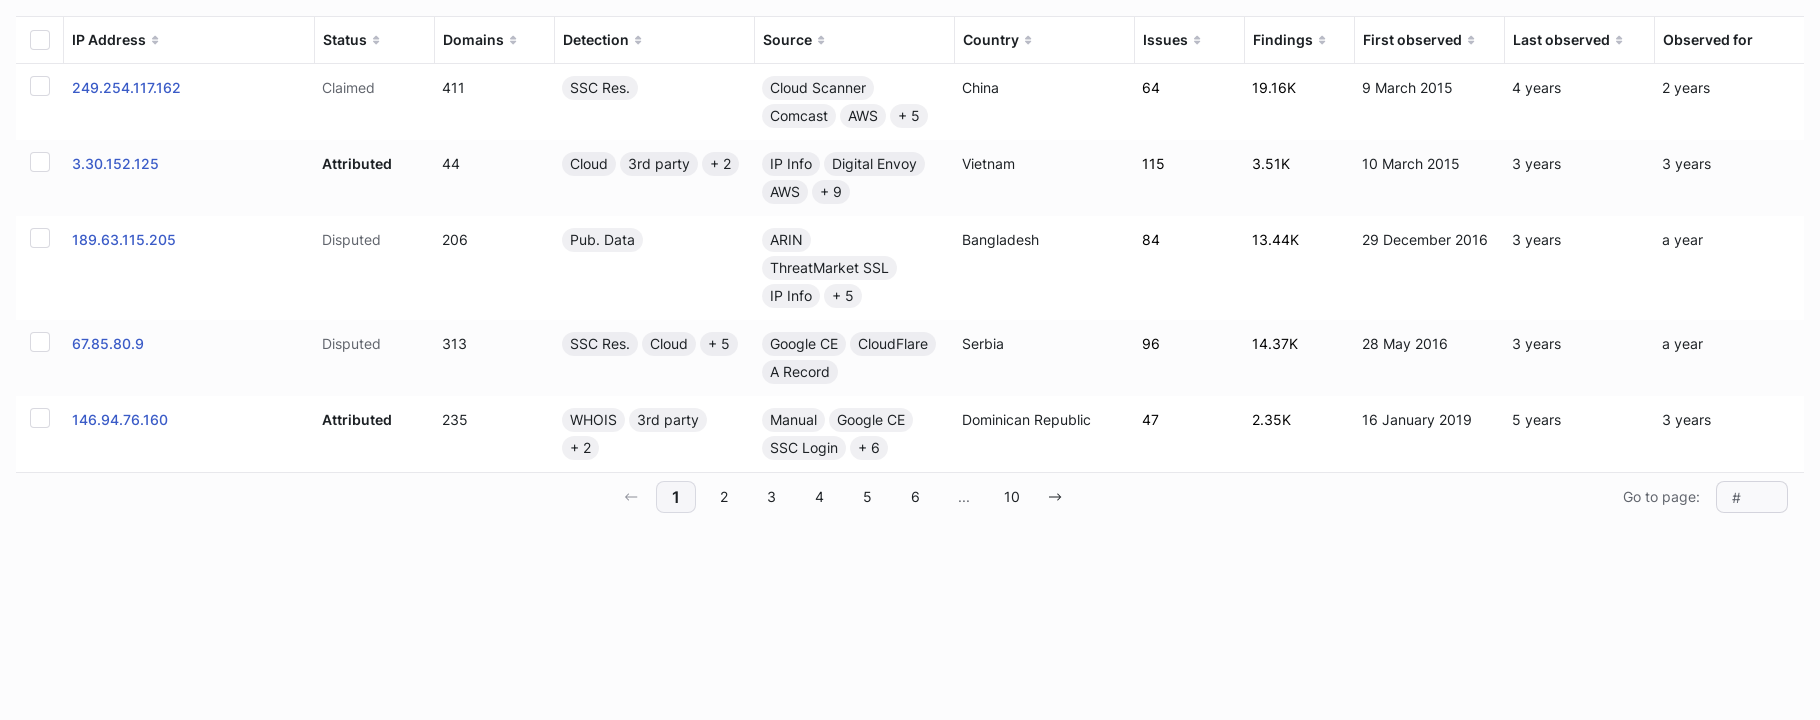 IP Address Status Domains Detection Source Country Issues Findings First observed Last observed Observed for
249.254.117.162 Claimed 411 SSC Res. Cloud Scanner China 64 19.16K 9 March 2015 4 years 2 years
Comcast AWS + 5
3.30.152.125 Attributed 44 Cloud 3rd party + 2 IP Info Digital Envoy Vietnam 115 3.51K 10 March 2015 3 years 3 years
AWS + 9
189.63.115.205 Disputed 206 Pub. Data ARIN Bangladesh 84 13.44K 29 December 2016 3 years a year
ThreatMarket SSL
IP Info + 5
67.85.80.9 Disputed 313 SSC Res. Cloud + 5 Google CE CloudFlare Serbia 96 14.37K 28 May 2016 3 years a year
A Record
146.94.76.160 Attributed 235 WHOIS 3rd party Manual Google CE Dominican Republic 47 2.35K 16 January 2019 5 years 3 years
+ 2 SSC Login + 6
← 1 2 3 4 5 6 ... 10 → Go to page: #